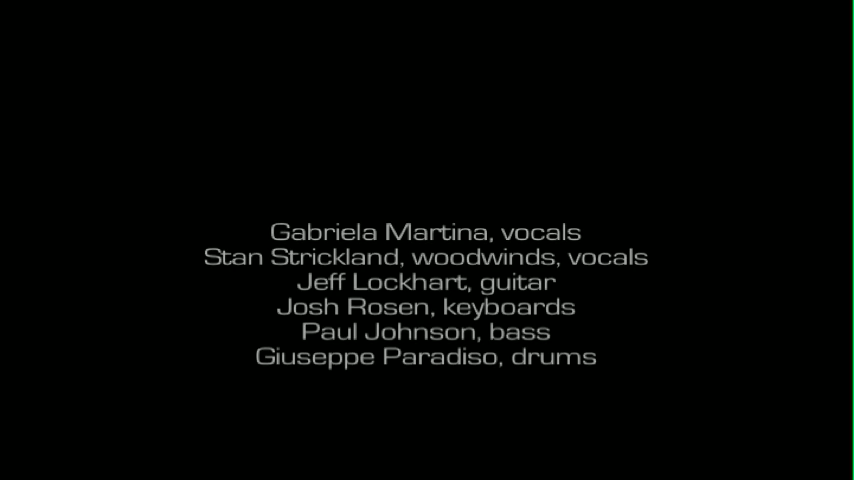 Gabriela Martina, vocals
Stan Strickland, woodwinds, vocals
Jeff Lockhart, guitar
Josh Rosen, keyboards
Paul Johnson, bass
Giuseppe Paradiso, drums